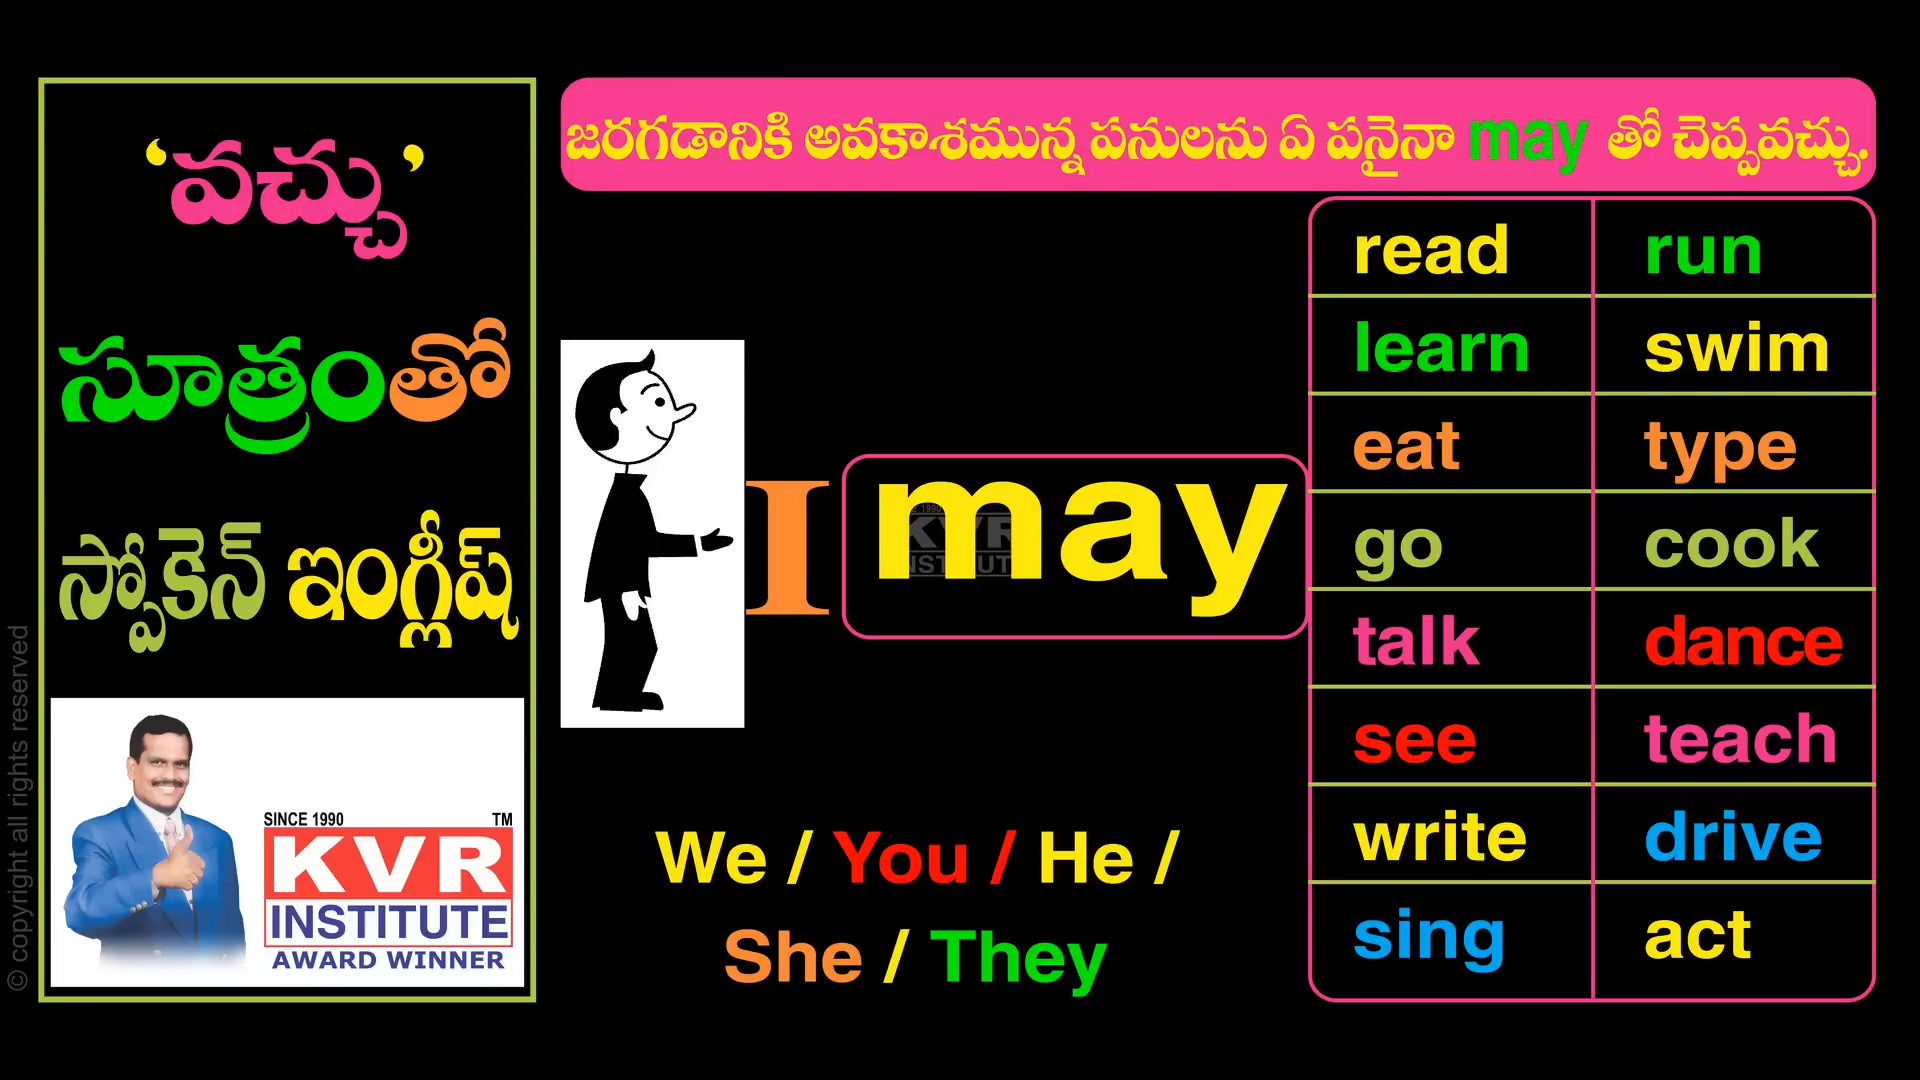 ‘వచ్చు’
సూత్రంతో
స్పోకెన్ ఇంగ్లీష్
SINCE 1990 TM
KVR
INSTITUTE
AWARD WINNER
© copyright all rights reserved
జరగడానికి అవకాశమున్న పనులను ఏ పనైనా may తో చెప్పవచ్చు.
I may
KVR
We / You / He /
She / They
read run
learn swim
eat type
go cook
talk dance
see teach
write drive
sing act